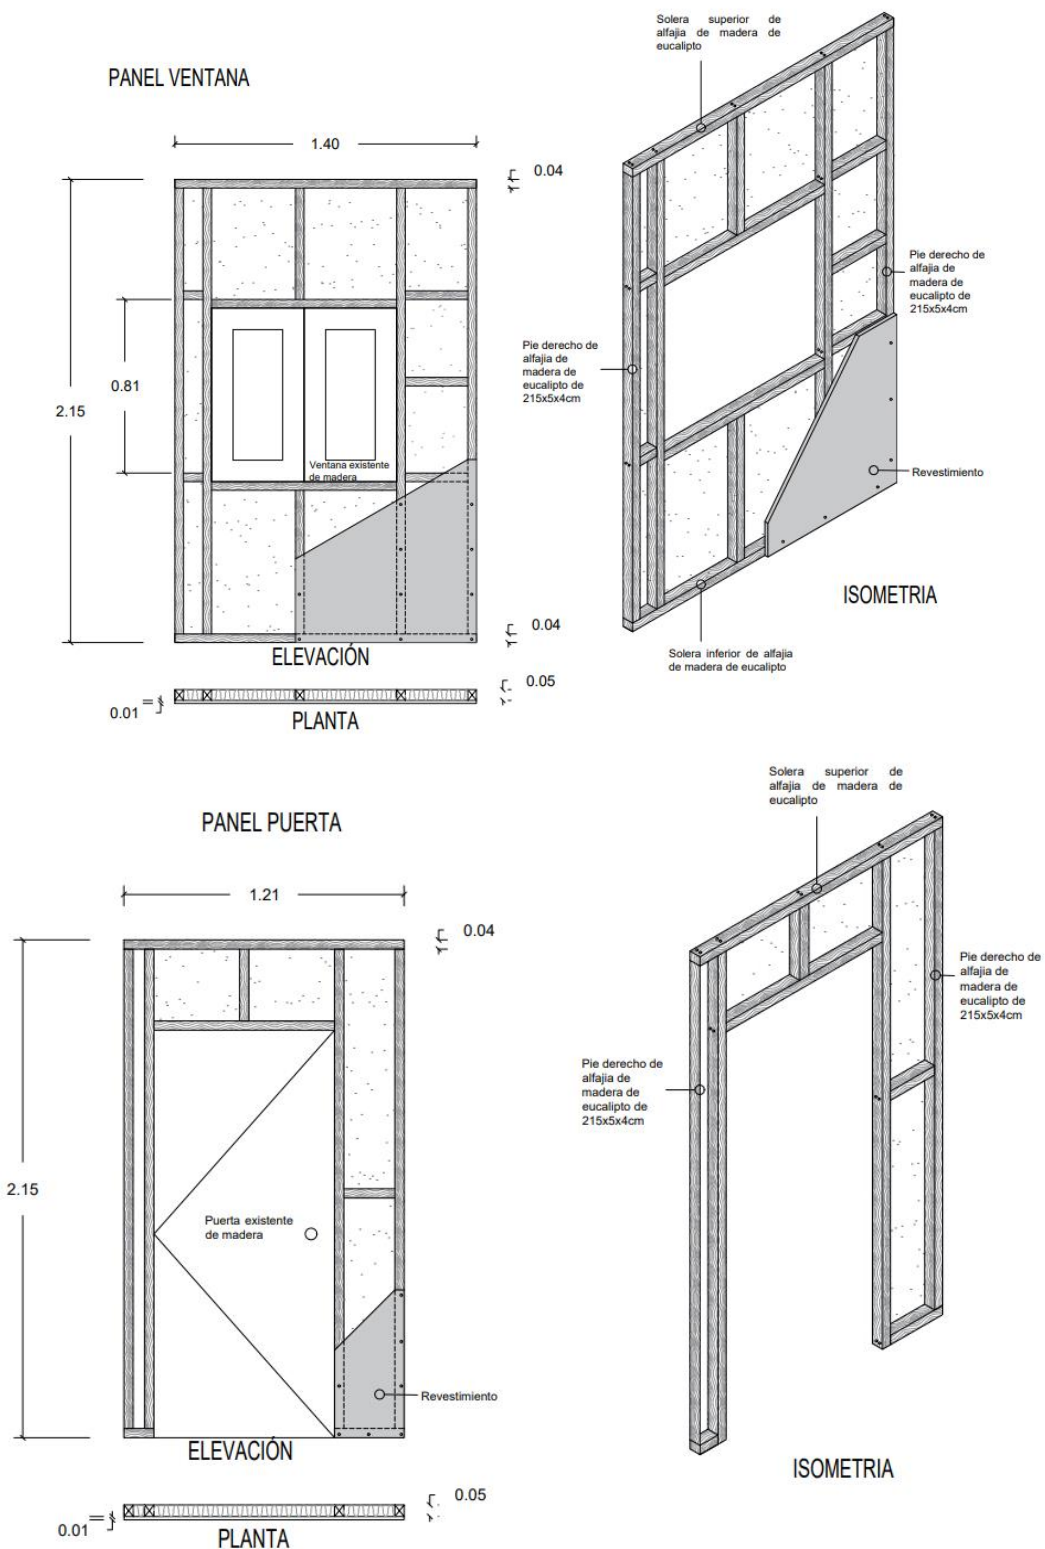 Solera superior de
alfajia de madera de
eucalipto
PANEL VENTANA
1.40
0.04
2.15
0.81
Ventana existente
de madera
Pie derecho de
alfajia de
madera de
eucalipto de
215x5x4cm
Pie derecho de
alfajia de
madera de
eucalipto de
215x5x4cm
Revestimiento
ISOMETRIA
0.04
ELEVACIÓN
Solera inferior de alfajia
de madera de eucalipto
0.05
0.01
PLANTA
Solera superior de
alfajia de madera de
eucalipto
PANEL PUERTA
1.21
0.04
2.15
Puerta existente
de madera
Pie derecho de
alfajia de
madera de
eucalipto de
215x5x4cm
Pie derecho de
alfajia de
madera de
eucalipto de
215x5x4cm
Revestimiento
ELEVACIÓN
ISOMETRIA
0.05
0.01
PLANTA